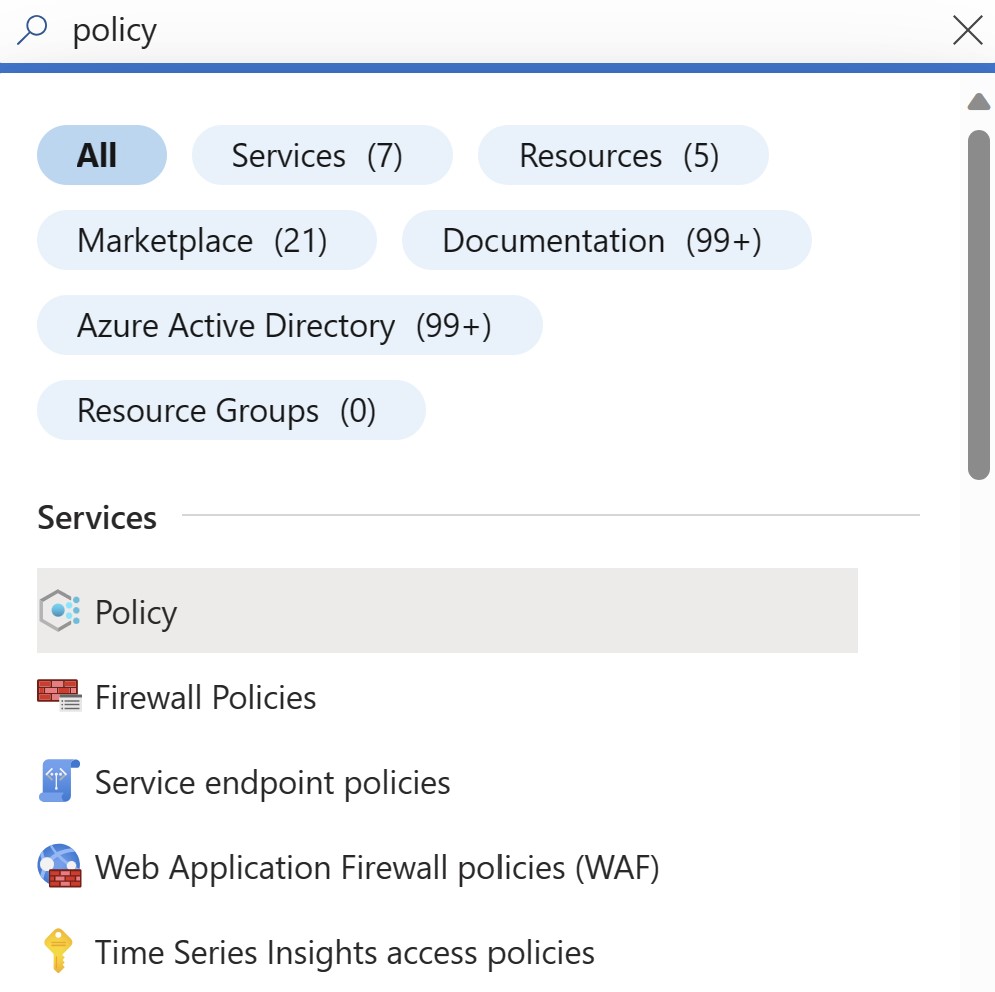 policy
All Services (7) Resources (5)
Marketplace (21) Documentation (99+)
Azure Active Directory (99+)
Resource Groups (0)
Services
Policy
Firewall Policies
Service endpoint policies
Web Application Firewall policies (WAF)
Time Series Insights access policies